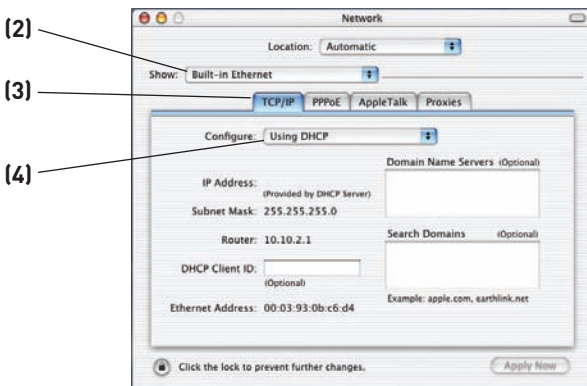 Network
(2)
Location: Automatic
Show: Built-in Ethernet
(3)
TCP/IP PPPoE AppleTalk Proxies
(4)
Configure: Using DHCP
Domain Name Servers (Optional)
IP Address:
(Provided by DHCP Server)
Subnet Mask: 255.255.255.0
Router: 10.10.2.1
Search Domains (Optional)
DHCP Client ID:
(Optional)
Ethernet Address: 00:03:93:0b:c6:d4
Example: apple.com, earthlink.net
Click the lock to prevent further changes.
Apply Now